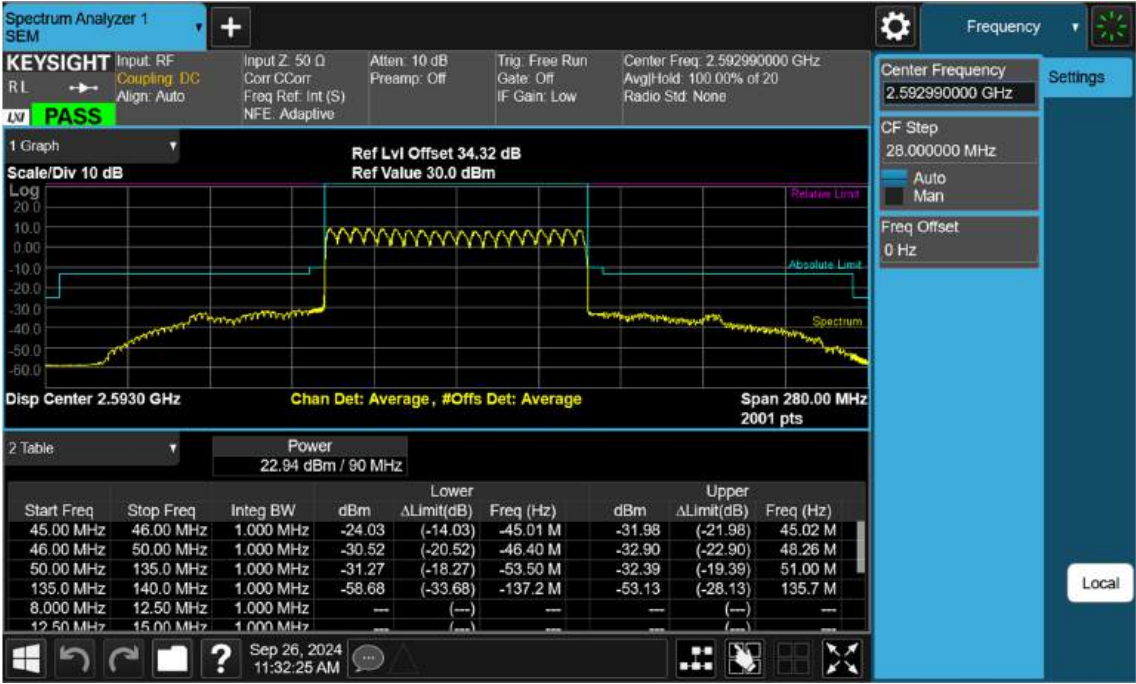 Spectrum Analyzer 1
SEM
+
Frequency
KEYSIGHT
R L
LXI
PASS
Input: RF
Coupling: DC
Align: Auto
Input Z: 50 Ω
Corr CCorr
Freq Ref: Int (S)
NFE: Adaptive
Atten: 10 dB
Preamp: Off
Trig: Free Run
Gate: Off
IF Gain: Low
Center Freq: 2.592990000 GHz
Avg|Hold: 100.00% of 20
Radio Std: None
Center Frequency
2.592990000 GHz
Settings
CF Step
28.000000 MHz
Auto
Man
Freq Offset
0 Hz
Local
1 Graph
Scale/Div 10 dB
Ref Lvl Offset 34.32 dB
Ref Value 30.0 dBm
Log
20.0
10.0
0.00
-10.0
-20.0
-30.0
-40.0
-50.0
-60.0
Relative Limit
Absolute Limit
Spectrum
Disp Center 2.5930 GHz
Chan Det: Average, #Offs Det: Average
Span 280.00 MHz
2001 pts
2 Table
Power
22.94 dBm / 90 MHz
Lower Upper
Start Freq Stop Freq Integ BW dBm ΔLimit(dB) Freq (Hz) dBm ΔLimit(dB) Freq (Hz)
45.00 MHz 46.00 MHz 1.000 MHz -24.03 (-14.03) -45.01 M -31.98 (-21.98) 45.02 M
46.00 MHz 50.00 MHz 1.000 MHz -30.52 (-20.52) -46.40 M -32.90 (-22.90) 48.26 M
50.00 MHz 135.0 MHz 1.000 MHz -31.27 (-18.27) -53.50 M -32.39 (-19.39) 51.00 M
135.0 MHz 140.0 MHz 1.000 MHz -58.68 (-33.68) -137.2 M -53.13 (-28.13) 135.7 M
8.000 MHz 12.50 MHz 1.000 MHz --- (---) --- --- (---) ---
12.50 MHz 15.00 MHz 1.000 MHz --- (---) --- --- (---) ---
?
Sep 26, 2024
11:32:25 AM